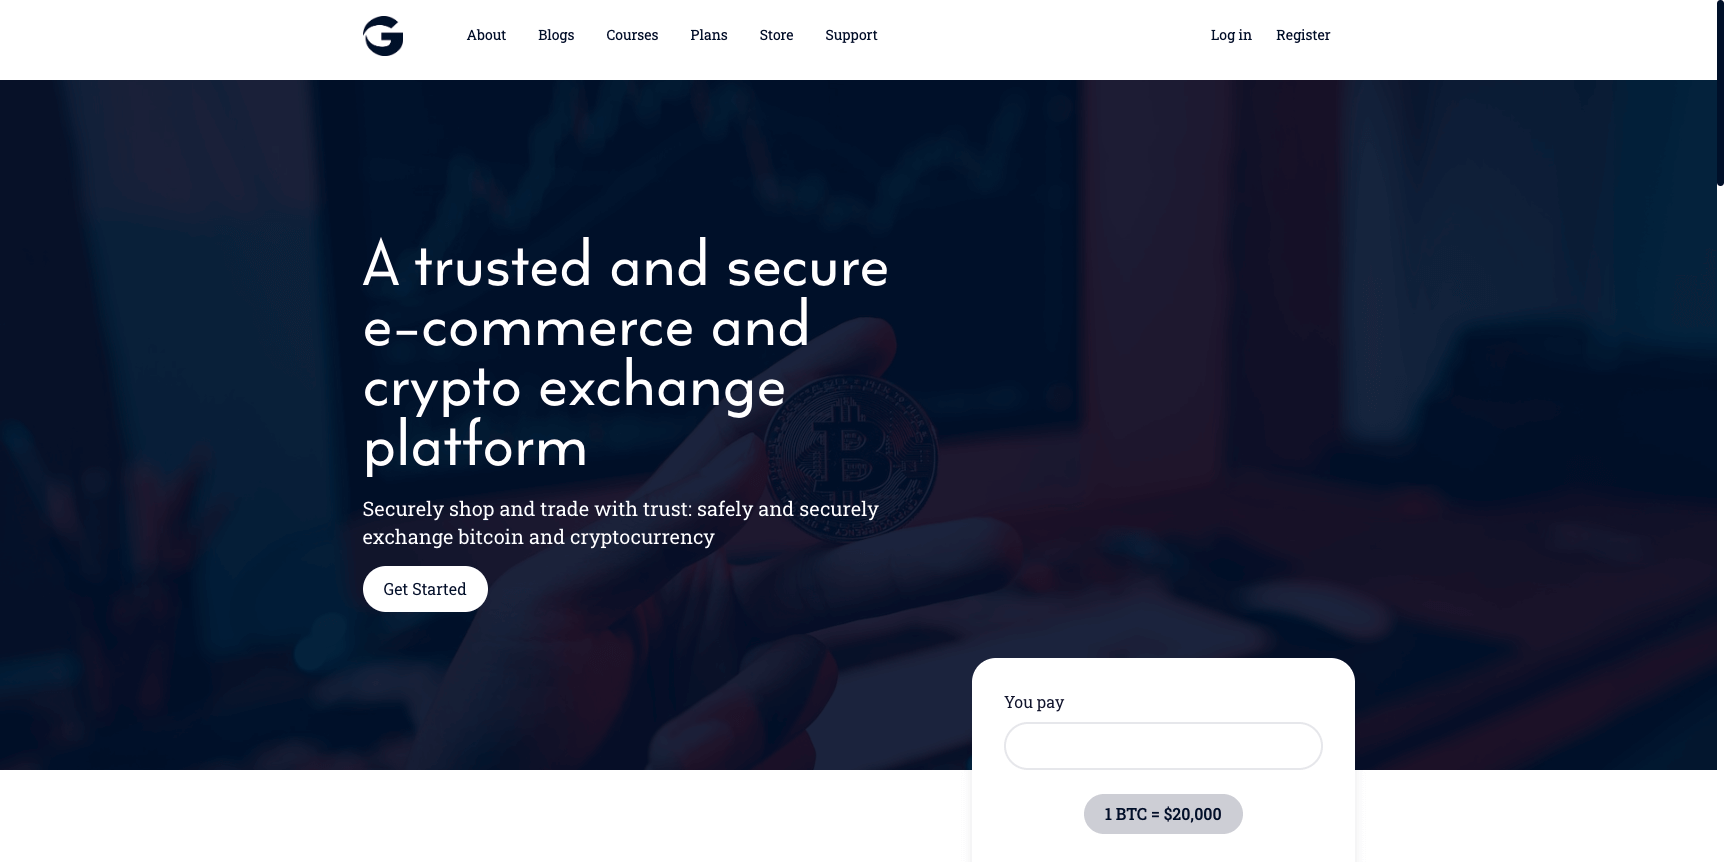 G
About
Blogs
Courses
Plans
Store
Support
Log in
Register
A trusted and secure
e-commerce and
crypto exchange
platform
Securely shop and trade with trust: safely and securely
exchange bitcoin and cryptocurrency
Get Started
You pay
1 BTC = $20,000